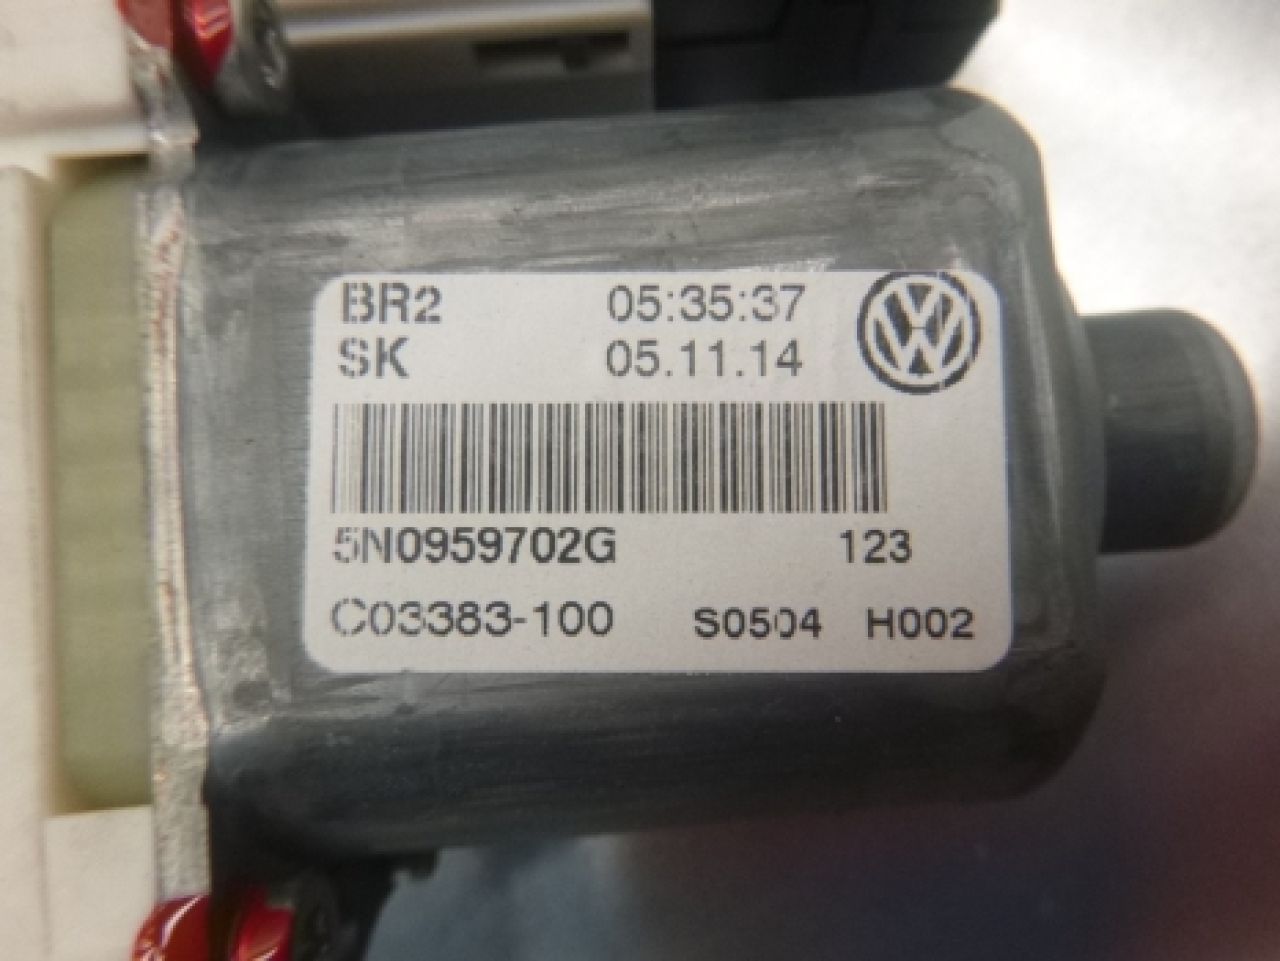 BR2 05:35:37
SK 05.11.14
5N0959702G 123
C03383-100 S0504 H002